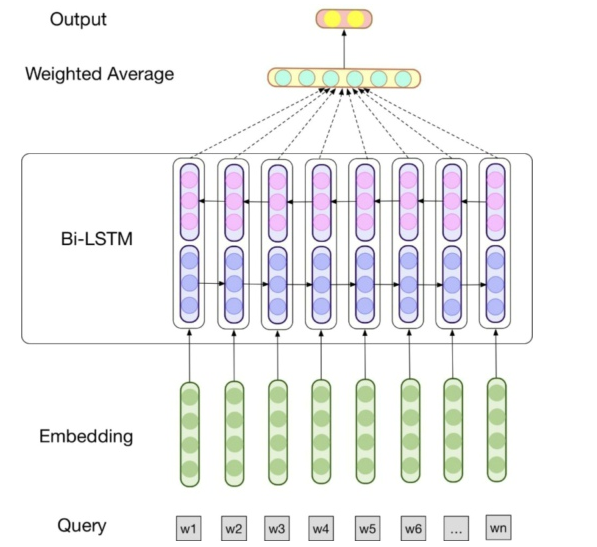 Output
Weighted Average
Bi-LSTM
Embedding
Query w1 w2 w3 w4 w5 w6 ... wn